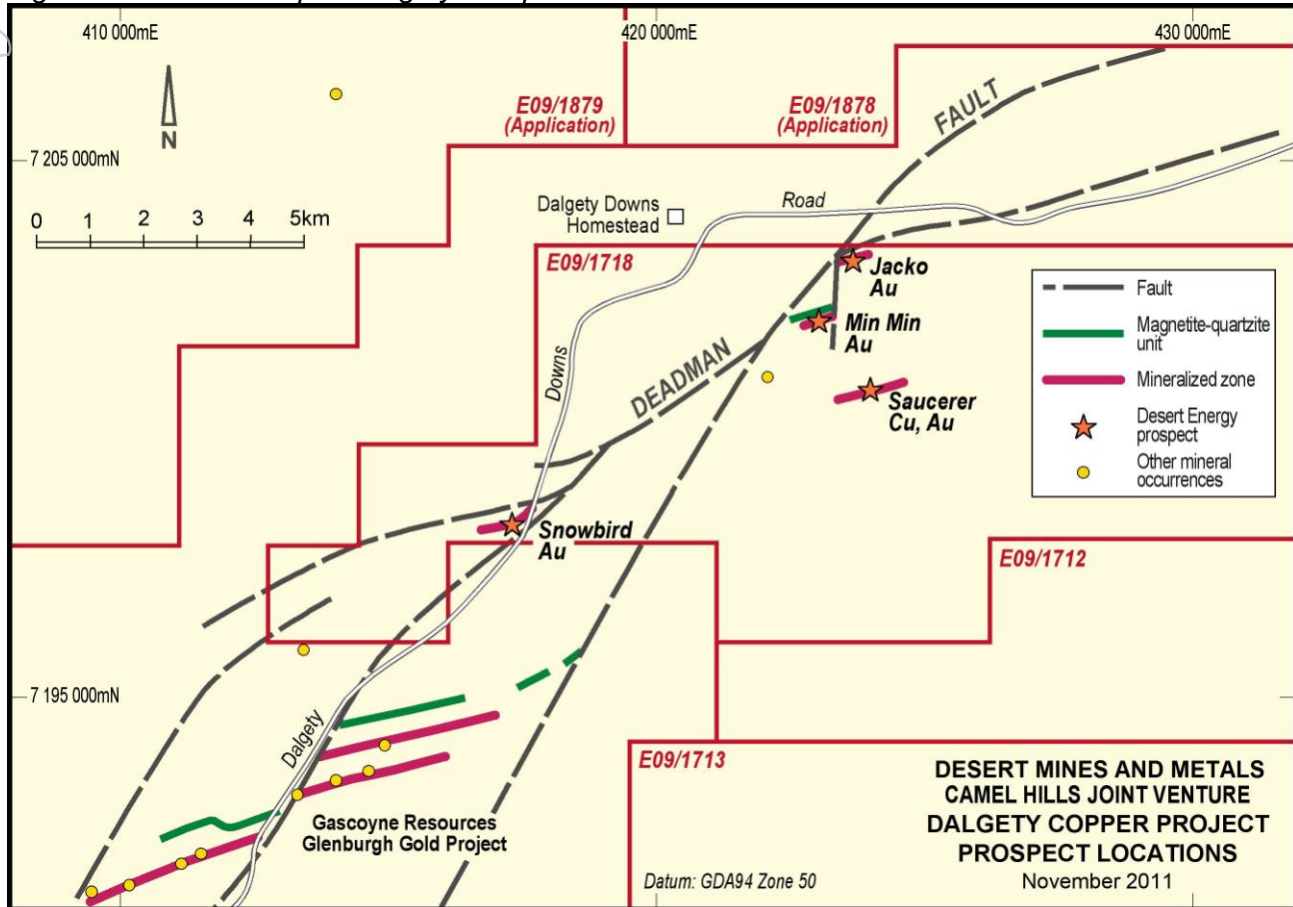 410 000mE
420 000mE
430 000mE
E09/1879
(Application)
E09/1878
(Application)
FAULT
N
7 205 000mN
0 1 2 3 4 5km
Dalgety Downs
Homestead
Road
E09/1718
Jacko
Au
Min Min
Au
Downs
DEADMAN
Saucerer
Cu, Au
Fault
Magnetite-quartzite
unit
Mineralized zone
Desert Energy
prospect
Other mineral
occurrences
Snowbird
Au
E09/1712
7 195 000mN
Dalgety
E09/1713
Gascoyne Resources
Glenburgh Gold Project
DESERT MINES AND METALS
CAMEL HILLS JOINT VENTURE
DALGETY COPPER PROJECT
PROSPECT LOCATIONS
Datum: GDA94 Zone 50
November 2011